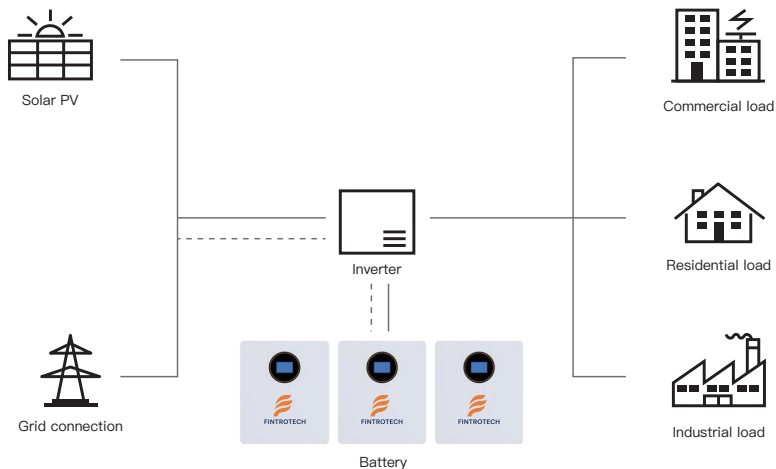 Solar PV
Commercial load
Inverter
Residential load
Grid connection
FINTROTECH
FINTROTECH
FINTROTECH
Industrial load
Battery